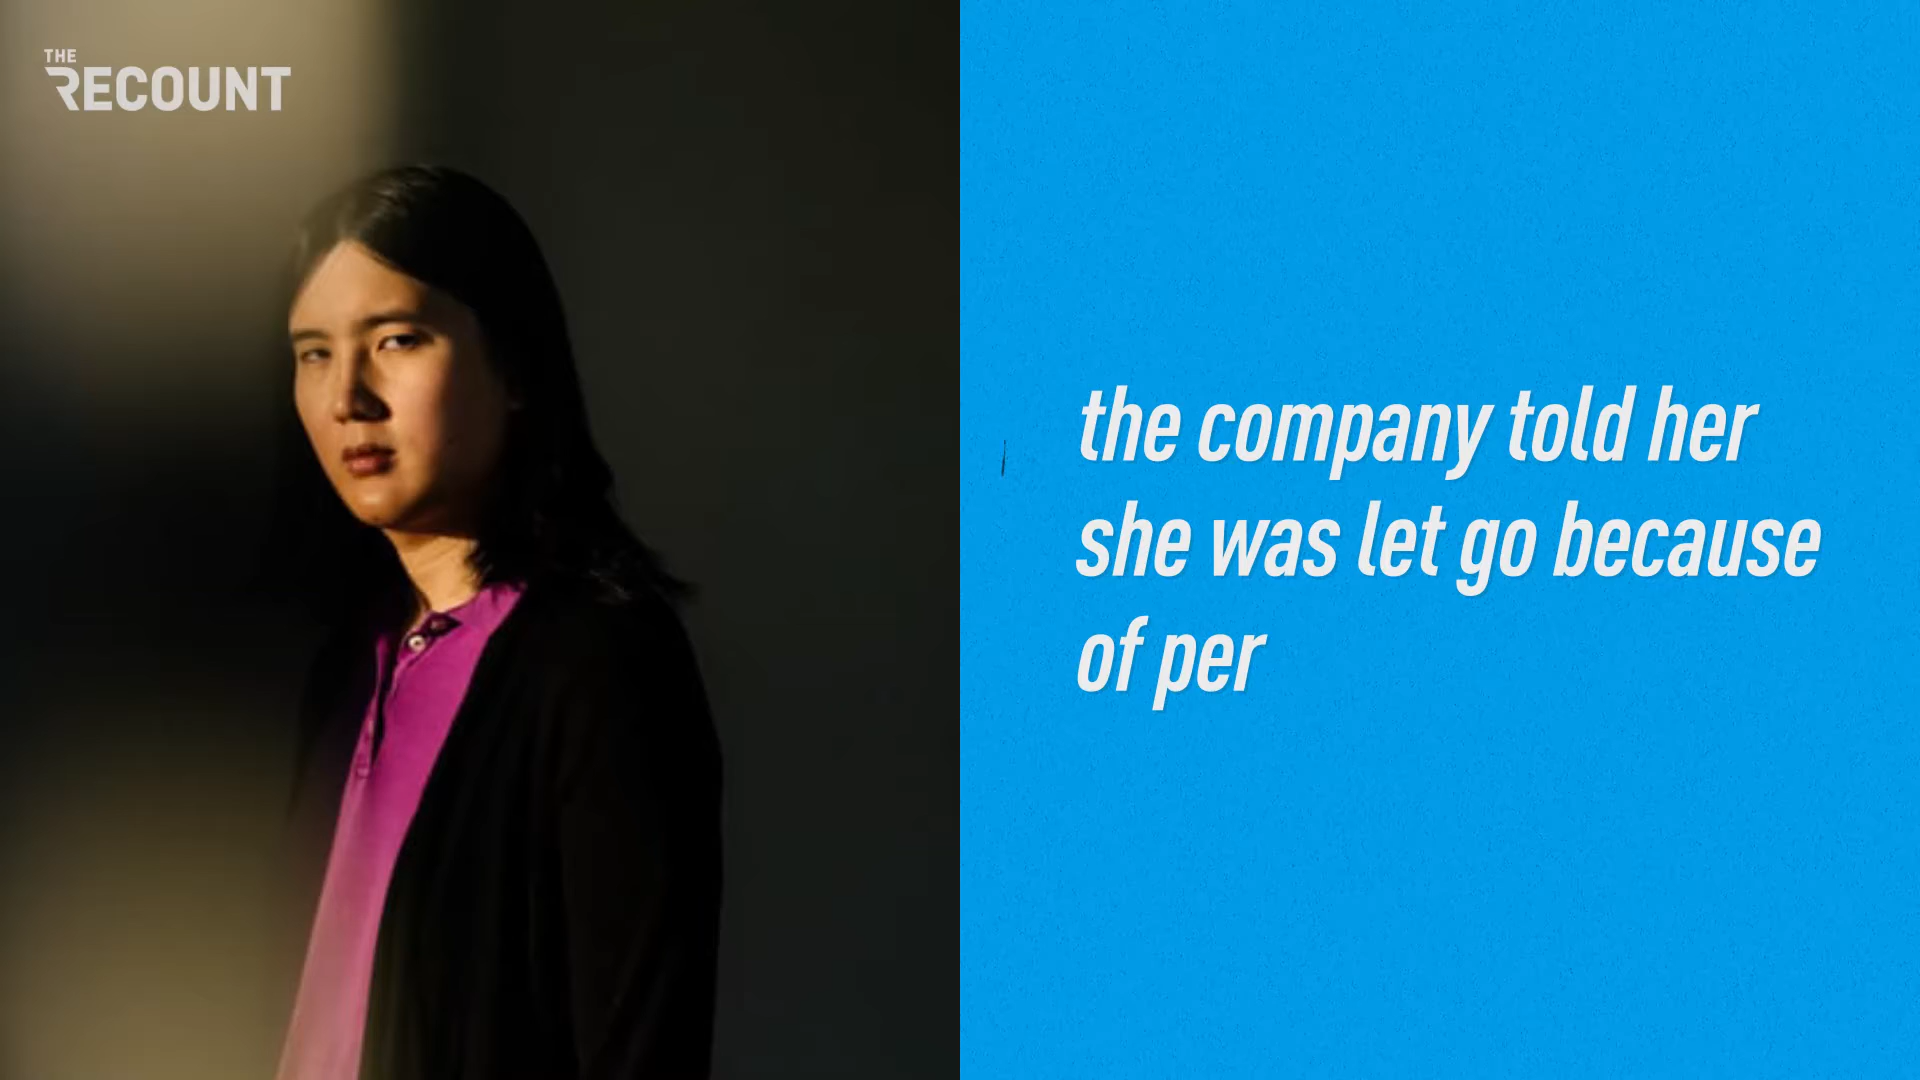 THE
RECOUNT
the company told her
she was let go because
of per